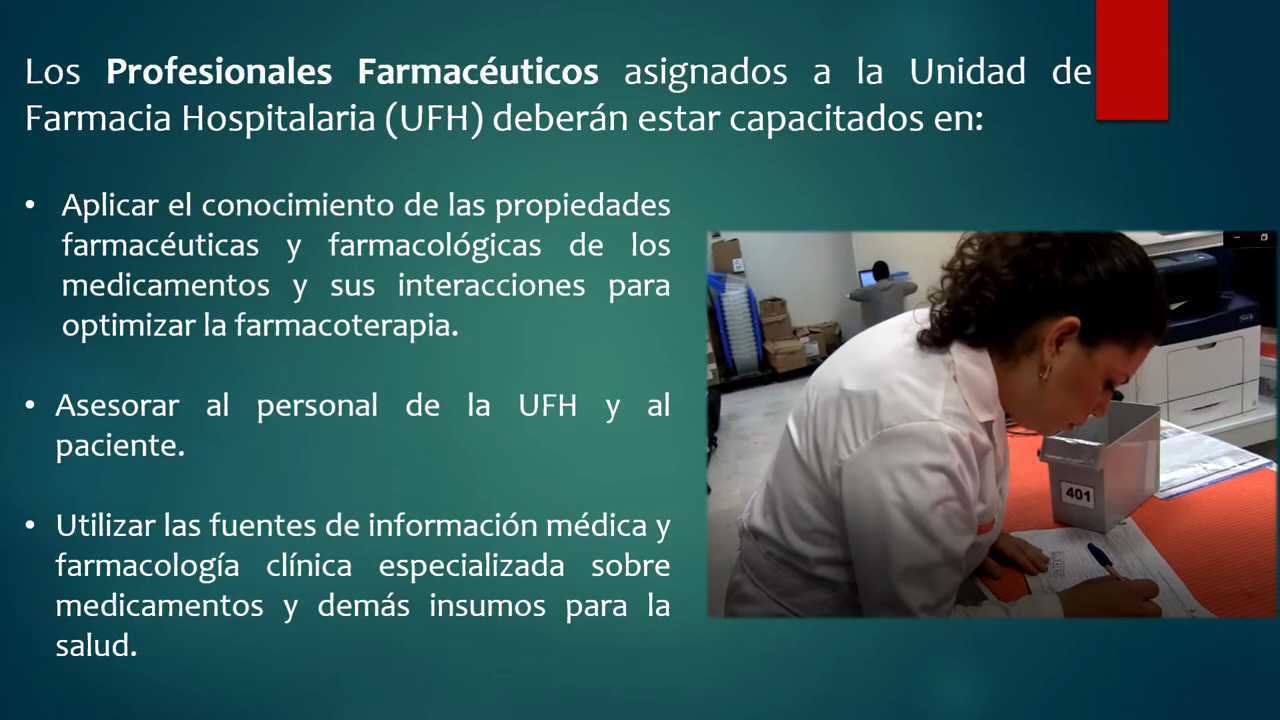 Los Profesionales Farmacéuticos asignados a la Unidad de
Farmacia Hospitalaria (UFH) deberán estar capacitados en:
• Aplicar el conocimiento de las propiedades
farmacéuticas y farmacológicas de los
medicamentos y sus interacciones para
optimizar la farmacoterapia.
• Asesorar al personal de la UFH y al
paciente.
• Utilizar las fuentes de información médica y
farmacología clínica especializada sobre
medicamentos y demás insumos para la
salud.
401